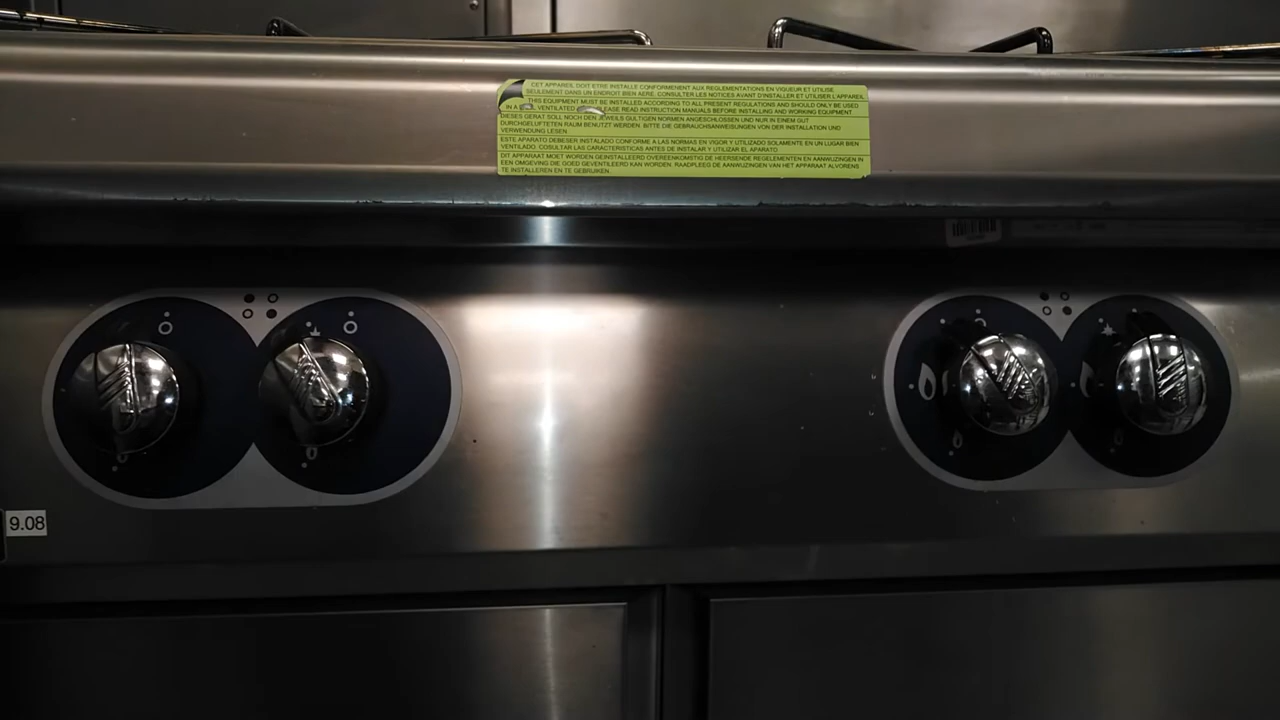 CET APPAREIL DOIT ETRE INSTALLE CONFORMENENT AUX REGLEMENTATIONS EN VIGUEUR ET UTILISE
SEULEMENT DANS UN ENDROIT BIEN AERE. CONSULTER LES NOTICES AVANT D'INSTALLER ET UTILISER L'APPAREIL
THIS EQUIPMENT MUST BE INSTALLED ACCORDING TO ALL PRESENT REGULATIONS AND SHOULD ONLY BE USED
IN A VENTILATED READ INSTRUCTION MANUALS BEFORE INSTALLING AND WORKING EQUIPMENT
DIESES GERAT SOLL NOCH DEN JEWEILS GULTIGEN NORMEN ANGESCHLOSSEN UND NUR IN EINEM GUT
DURCHGELUFTETEN RAUM BENUTZT WERDEN. BITTE DIE GEBRAUCHSANWEISUNGEN VON DER INSTALLATION UND
VERWENDUNG LESEN
ESTE APARATO DEBESER INSTALADO CONFORME A LAS NORMAS EN VIGOR Y UTILIZADO SOLAMENTE EN UN LUGAR BIEN
VENTILADO. COSULTAR LAS CARACTERISTICAS ANTES DE INSTALAR Y UTILIZAR EL APARATO
DIT APPARAAT MOET WORDEN GEINSTALLEERD OVEREENKOMSTIG DE HEERSENDE REGELEMENTEN EN AANWUZINGEN IN
EEN OMGEVING DIE GOED GEVENTILEERD KAN WORDEN. RAADPLEEG DE AANWUZINGEN VAN HET APPARAAT ALVORENS
TE INSTALLEREN EN TE GEBRUIKEN.
9.08